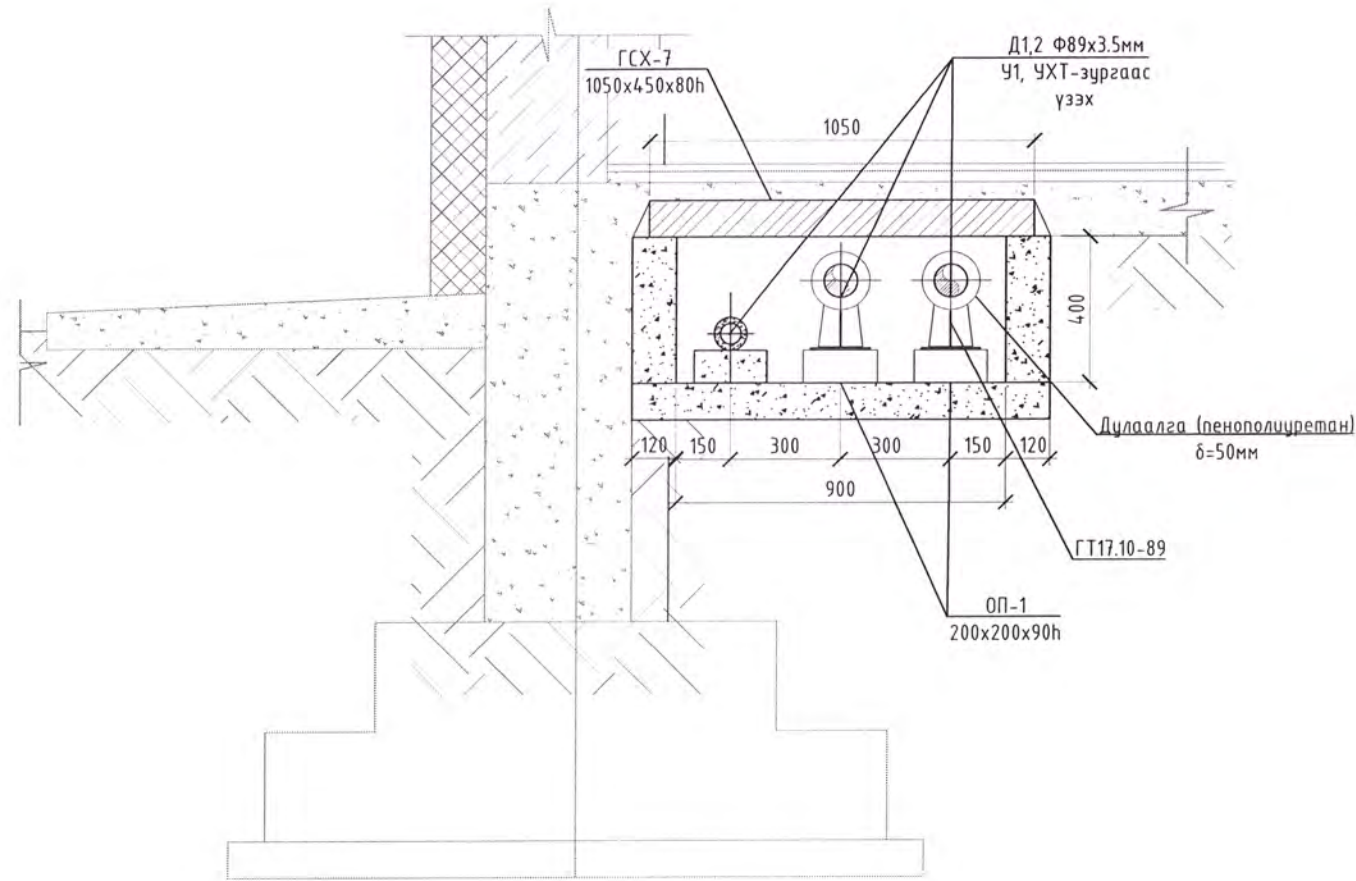 ГСХ-7
1050x450x80h
Д1,2 Ф89x3.5мм
У1, УХТ-зургаас
үзэх
1050
400
120
150
300
300
150
120
900
Дулаалга (пенополиуретан)
δ=50мм
ГТ17.10-89
ОП-1
200x200x90h